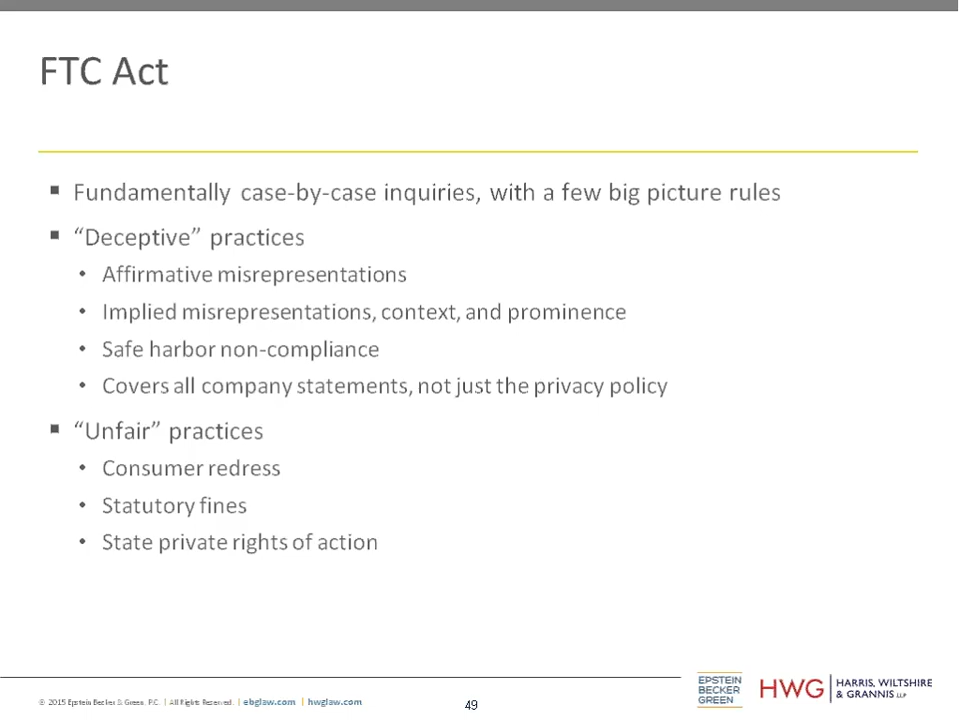 FTC Act
▪ Fundamentally case-by-case inquiries, with a few big picture rules
▪ “Deceptive” practices
• Affirmative misrepresentations
• Implied misrepresentations, context, and prominence
• Safe harbor non-compliance
• Covers all company statements, not just the privacy policy
▪ “Unfair” practices
• Consumer redress
• Statutory fines
• State private rights of action
© 2015 Epstein Becker & Green, P.C. | All Rights Reserved. | ebglaw.com | hwglaw.com
49
EPSTEIN
BECKER
GREEN
HWG | HARRIS, WILTSHIRE
& GRANNIS LLP